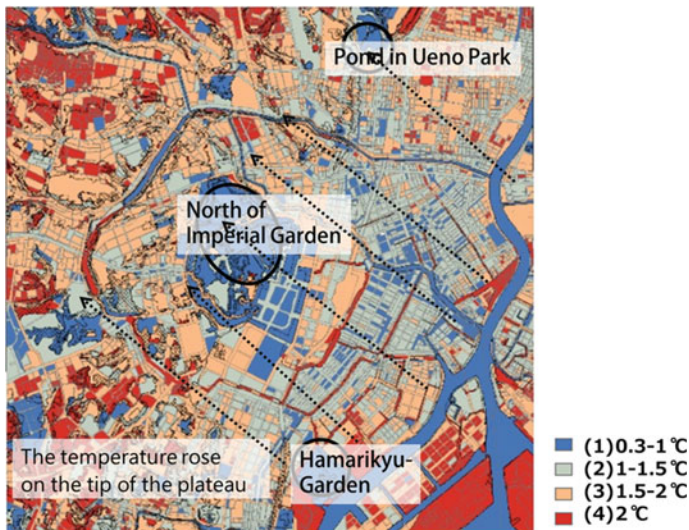 Pond in Ueno Park
North of
Imperial Garden
The temperature rose
on the tip of the plateau
Hamarikyu-
Garden
(1)0.3-1℃
(2)1-1.5℃
(3)1.5-2℃
(4)2℃